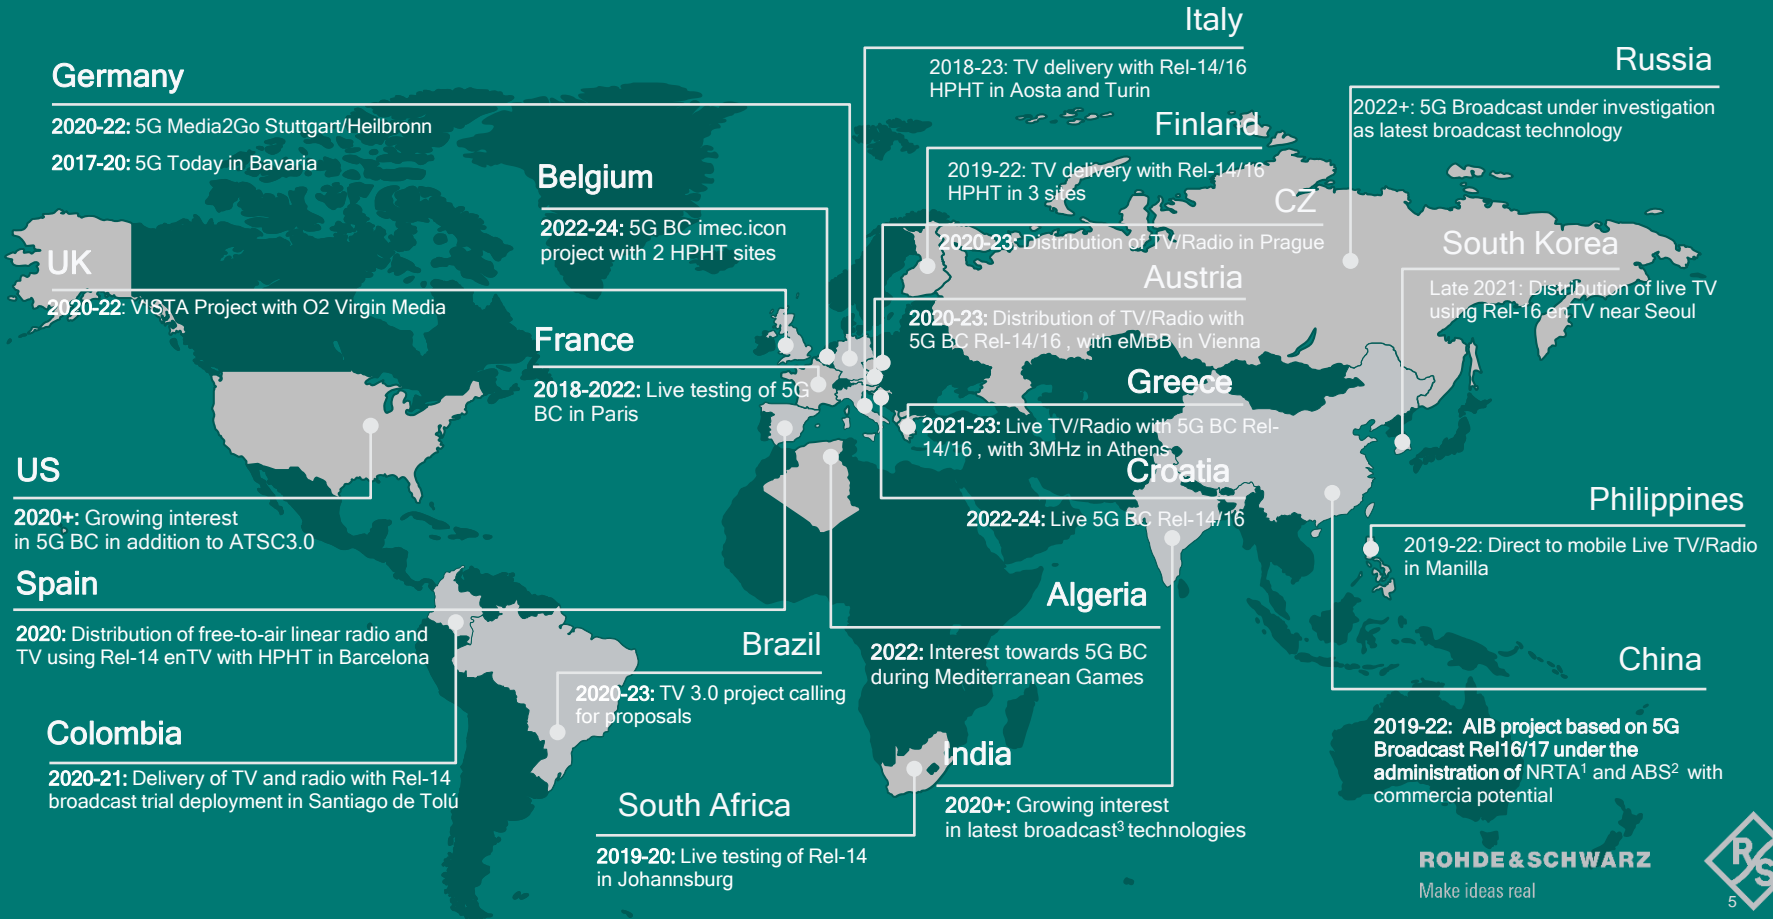 Germany
2020-22: 5G Media2Go Stuttgart/Heilbronn
2017-20: 5G Today in Bavaria
Italy
2018-23: TV delivery with Rel-14/16
HPHT in Aosta and Turin
Russia
2022+: 5G Broadcast under investigation
as latest broadcast technology
Finland
2019-22: TV delivery with Rel-14/16
HPHT in 3 sites
Belgium
2022-24: 5G BC imec.icon
project with 2 HPHT sites
CZ
2020-23: Distribution of TV/Radio in Prague
South Korea
Late 2021: Distribution of live TV
using Rel-16 enTV near Seoul
UK
2020-22: VISTA Project with O2 Virgin Media
Austria
2020-23: Distribution of TV/Radio with
5G BC Rel-14/16 , with eMBB in Vienna
France
2018-2022: Live testing of 5G
BC in Paris
Greece
2021-23: Live TV/Radio with 5G BC Rel-
14/16 , with 3MHz in Athens
US
2020+: Growing interest
in 5G BC in addition to ATSC3.0
Croatia
2022-24: Live 5G BC Rel-14/16
Philippines
2019-22: Direct to mobile Live TV/Radio
in Manilla
Spain
2020: Distribution of free-to-air linear radio and
TV using Rel-14 enTV with HPHT in Barcelona
Algeria
2022: Interest towards 5G BC
during Mediterranean Games
Brazil
2020-23: TV 3.0 project calling
for proposals
China
2019-22: AIB project based on 5G
Broadcast Rel16/17 under the
administration of NRTA¹ and ABS² with
commercia potential
Colombia
2020-21: Delivery of TV and radio with Rel-14
broadcast trial deployment in Santiago de Tolú
India
2020+: Growing interest
in latest broadcast³ technologies
South Africa
2019-20: Live testing of Rel-14
in Johannsburg
ROHDE&SCHWARZ
Make ideas real
R
S
5